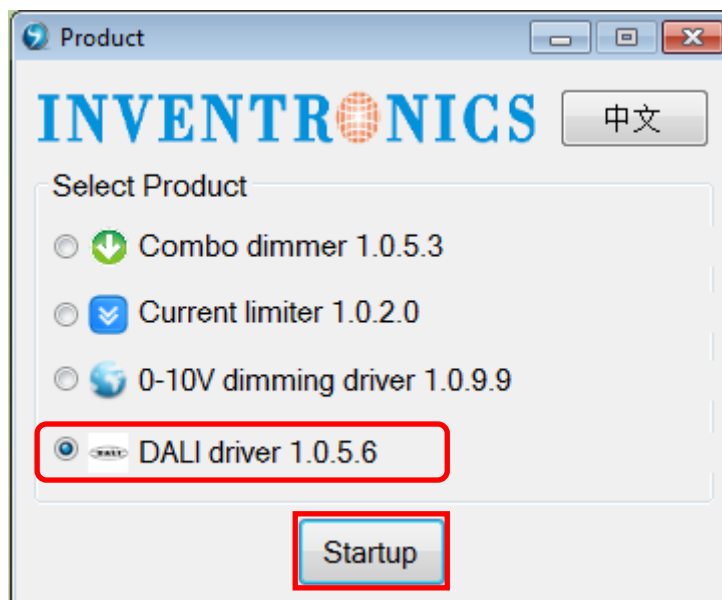 Product
INVENTRONICS
中文
Select Product
Combo dimmer 1.0.5.3
Current limiter 1.0.2.0
0-10V dimming driver 1.0.9.9
DALI
DALI driver 1.0.5.6
Startup